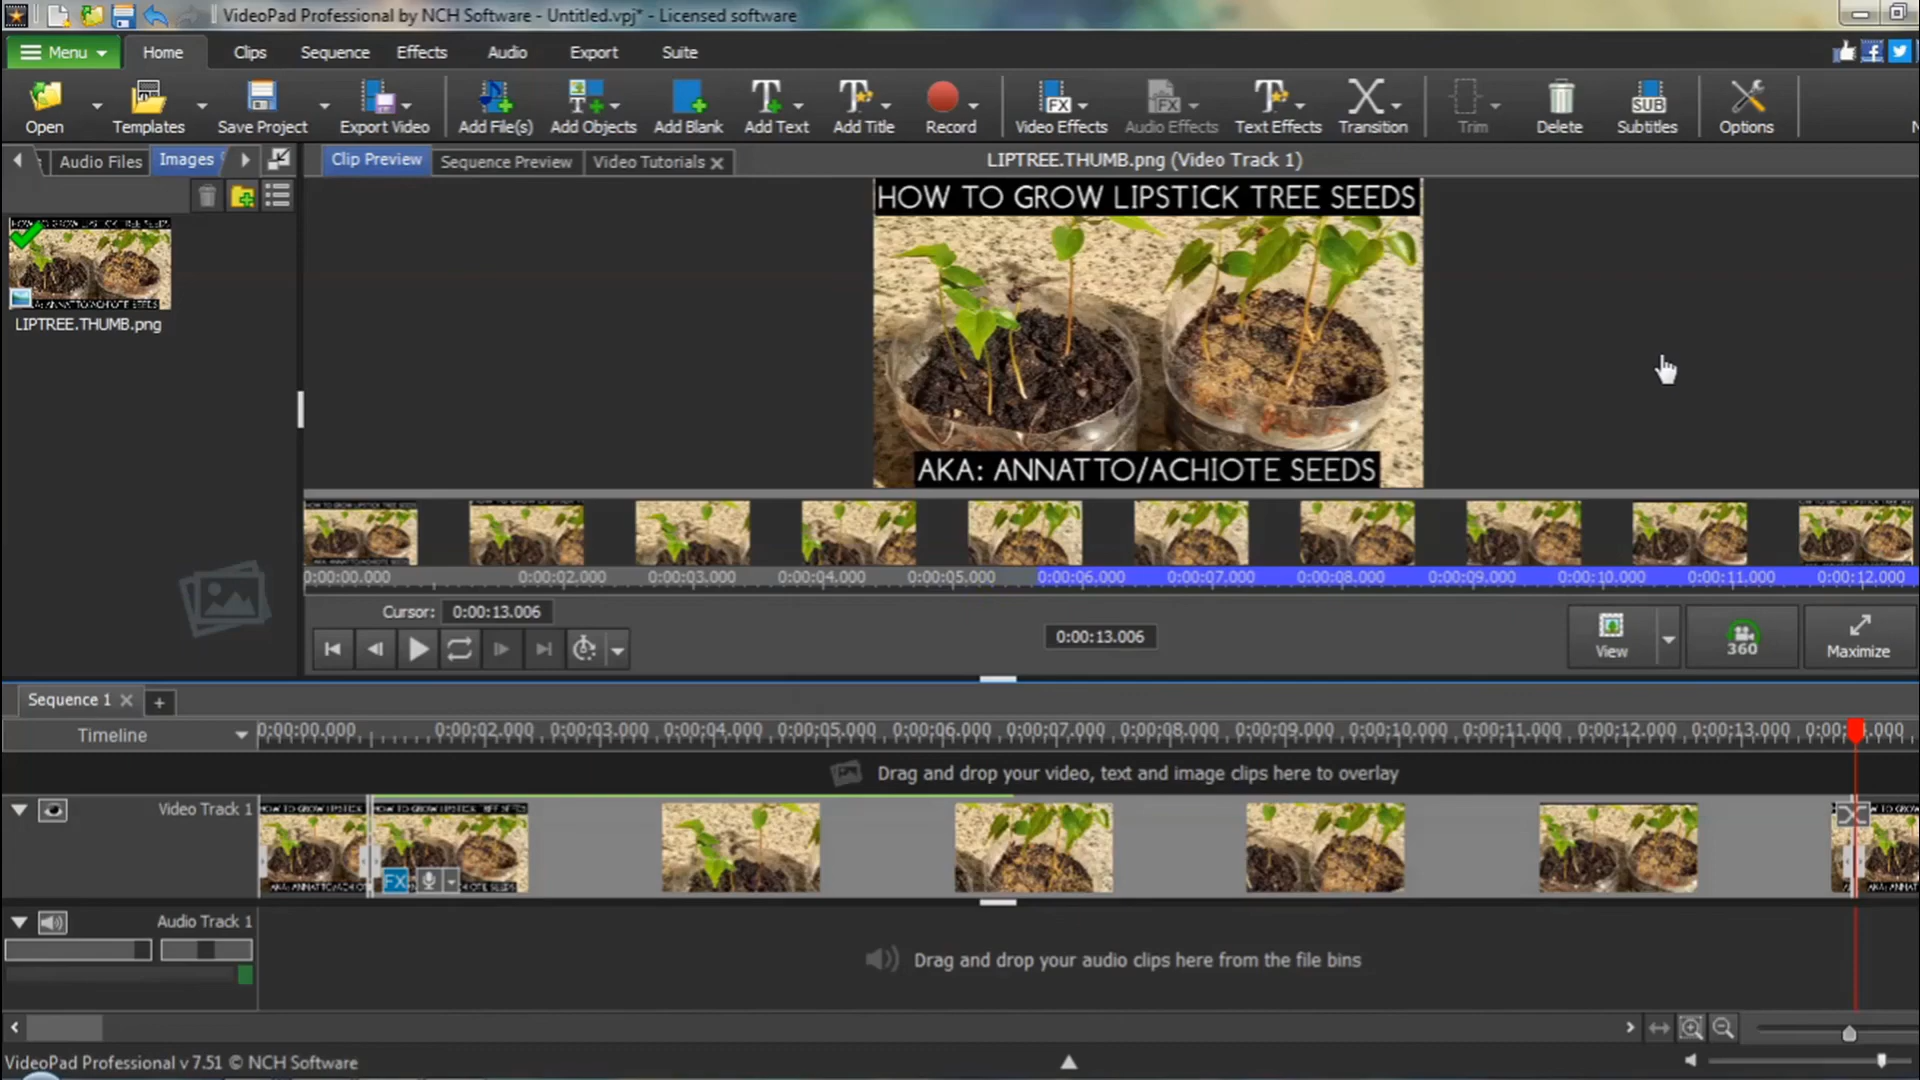 VideoPad Professional by NCH Software - Untitled.vpj* - Licensed software
Menu Home Clips Sequence Effects Audio Export Suite
Open Templates Save Project Export Video Add File(s) Add Objects Add Blank Add Text Add Title Record Video Effects Audio Effects Text Effects Transition Trim Delete Subtitles Options
FX FX SUB
Audio Files Images Clip Preview Sequence Preview Video Tutorials LIPTREE.THUMB.png (Video Track 1)
HOW TO GROW LIPSTICK TREE SEEDS
LIPTREE.THUMB.png
AKA: ANNATTO/ACHIOTE SEEDS
0:00:00.000 0:00:02.000 0:00:03.000 0:00:04.000 0:00:05.000 0:00:06.000 0:00:07.000 0:00:08.000 0:00:09.000 0:00:10.000 0:00:11.000 0:00:12.000
Cursor: 0:00:13.006
0:00:13.006
View 360 Maximize
Sequence 1
Timeline 0:00:00.000 0:00:02.000 0:00:03.000 0:00:04.000 0:00:05.000 0:00:06.000 0:00:07.000 0:00:08.000 0:00:09.000 0:00:10.000 0:00:11.000 0:00:12.000 0:00:13.000
Drag and drop your video, text and image clips here to overlay
Video Track 1
FX
Audio Track 1
Drag and drop your audio clips here from the file bins
VideoPad Professional v 7.51 © NCH Software